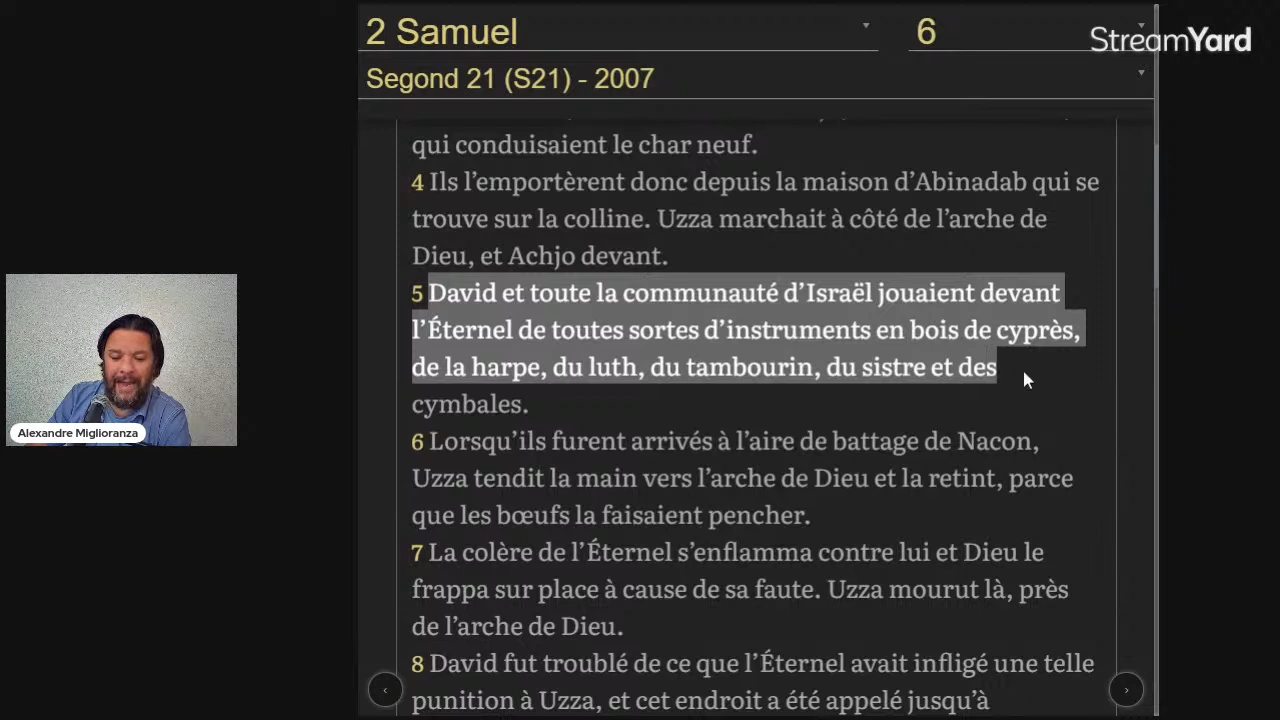 2 Samuel
6
StreamYard
Segond 21 (S21) - 2007
qui conduisaient le char neuf.
4 Ils l’emportèrent donc depuis la maison d’Abinadab qui se
trouve sur la colline. Uzza marchait à côté de l’arche de
Dieu, et Achjo devant.
5 David et toute la communauté d’Israël jouaient devant
l’Éternel de toutes sortes d’instruments en bois de cyprès,
de la harpe, du luth, du tambourin, du sistre et des
cymbales.
6 Lorsqu’ils furent arrivés à l’aire de battage de Nacon,
Uzza tendit la main vers l’arche de Dieu et la retint, parce
que les bœufs la faisaient pencher.
7 La colère de l’Éternel s’enflamma contre lui et Dieu le
frappa sur place à cause de sa faute. Uzza mourut là, près
de l’arche de Dieu.
8 David fut troublé de ce que l’Éternel avait infligé une telle
punition à Uzza, et cet endroit a été appelé jusqu’à
Alexandre Miglioranza